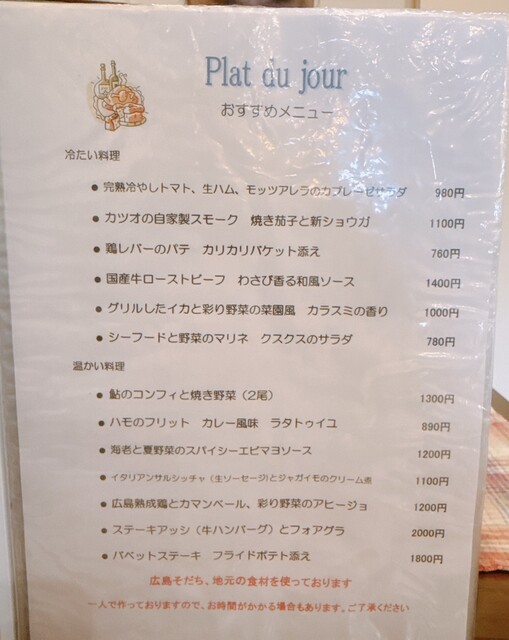 Plat du jour
おすすめメニュー
冷たい料理
● 完熟冷やしトマト、生ハム、モッツアレラのカプレーゼサラダ 980円
● カツオの自家製スモーク 焼き茄子と新ショウガ 1100円
● 鶏レバーのパテ カリカリバケット添え 760円
● 国産牛ローストビーフ わさび香る和風ソース 1400円
● グリルしたイカと彩り野菜の菜園風 カラスミの香り 1000円
● シーフードと野菜のマリネ クスクスのサラダ 780円
温かい料理
● 鮎のコンフィと焼き野菜（2尾） 1300円
● ハモのフリット カレー風味 ラタトゥイユ 890円
● 海老と夏野菜のスパイシーエビマヨソース 1200円
● イタリアンサルシッチャ（生ソーセージ）とジャガイモのクリーム煮 1100円
● 広島熟成鶏とカマンベール、彩り野菜のアヒージョ 1200円
● ステーキアッシ（牛ハンバーグ）とフォアグラ 2000円
● バベットステーキ フライドポテト添え 1800円
広島そだち、地元の食材を使っております
一人で作っておりますので、お時間がかかる場合もあります。ご了承ください